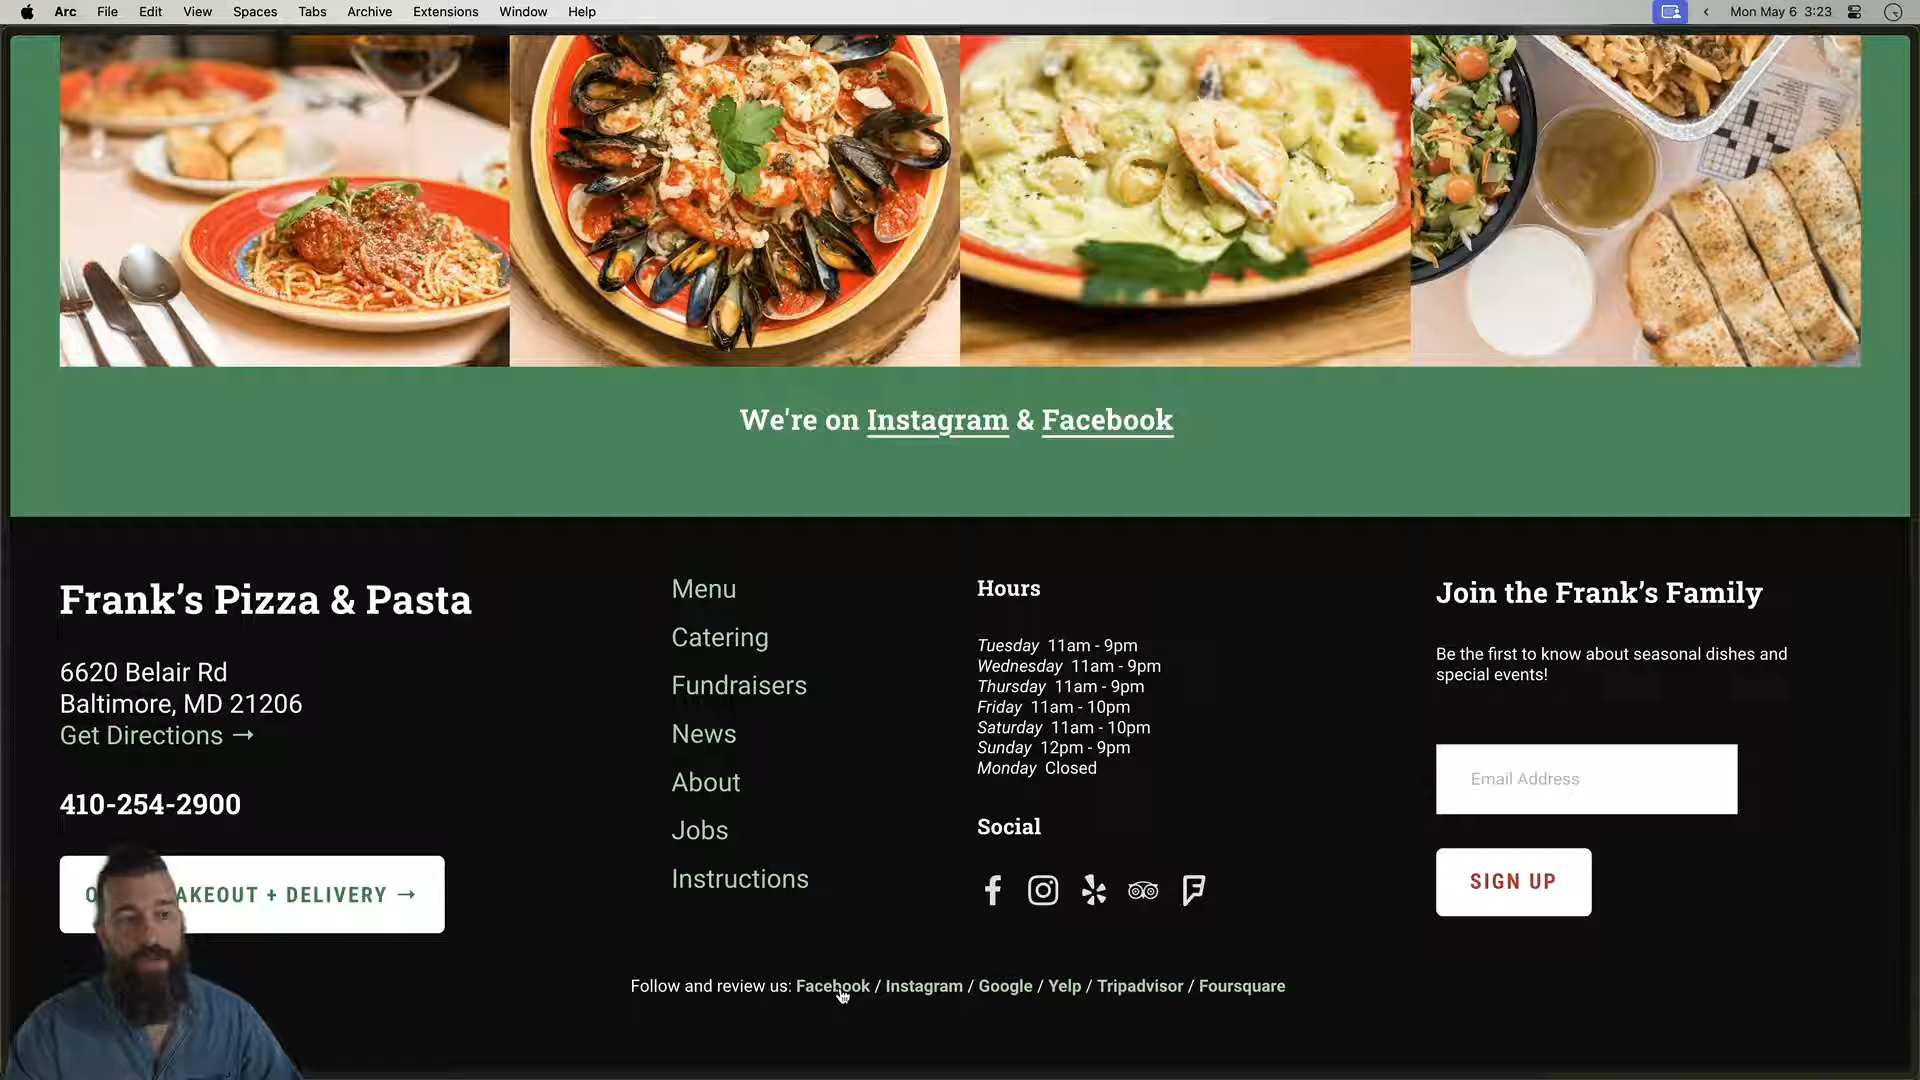 Arc File Edit View Spaces Tabs Archive Extensions Window Help
Mon May 6 3:23
We're on Instagram & Facebook
Frank’s Pizza & Pasta
6620 Belair Rd
Baltimore, MD 21206
Get Directions →
410-254-2900
AKEOUT + DELIVERY →
Menu
Catering
Fundraisers
News
About
Jobs
Instructions
Hours
Tuesday 11am - 9pm
Wednesday 11am - 9pm
Thursday 11am - 9pm
Friday 11am - 10pm
Saturday 11am - 10pm
Sunday 12pm - 9pm
Monday Closed
Social
Join the Frank’s Family
Be the first to know about seasonal dishes and
special events!
Email Address
SIGN UP
Follow and review us: Facebook / Instagram / Google / Yelp / Tripadvisor / Foursquare